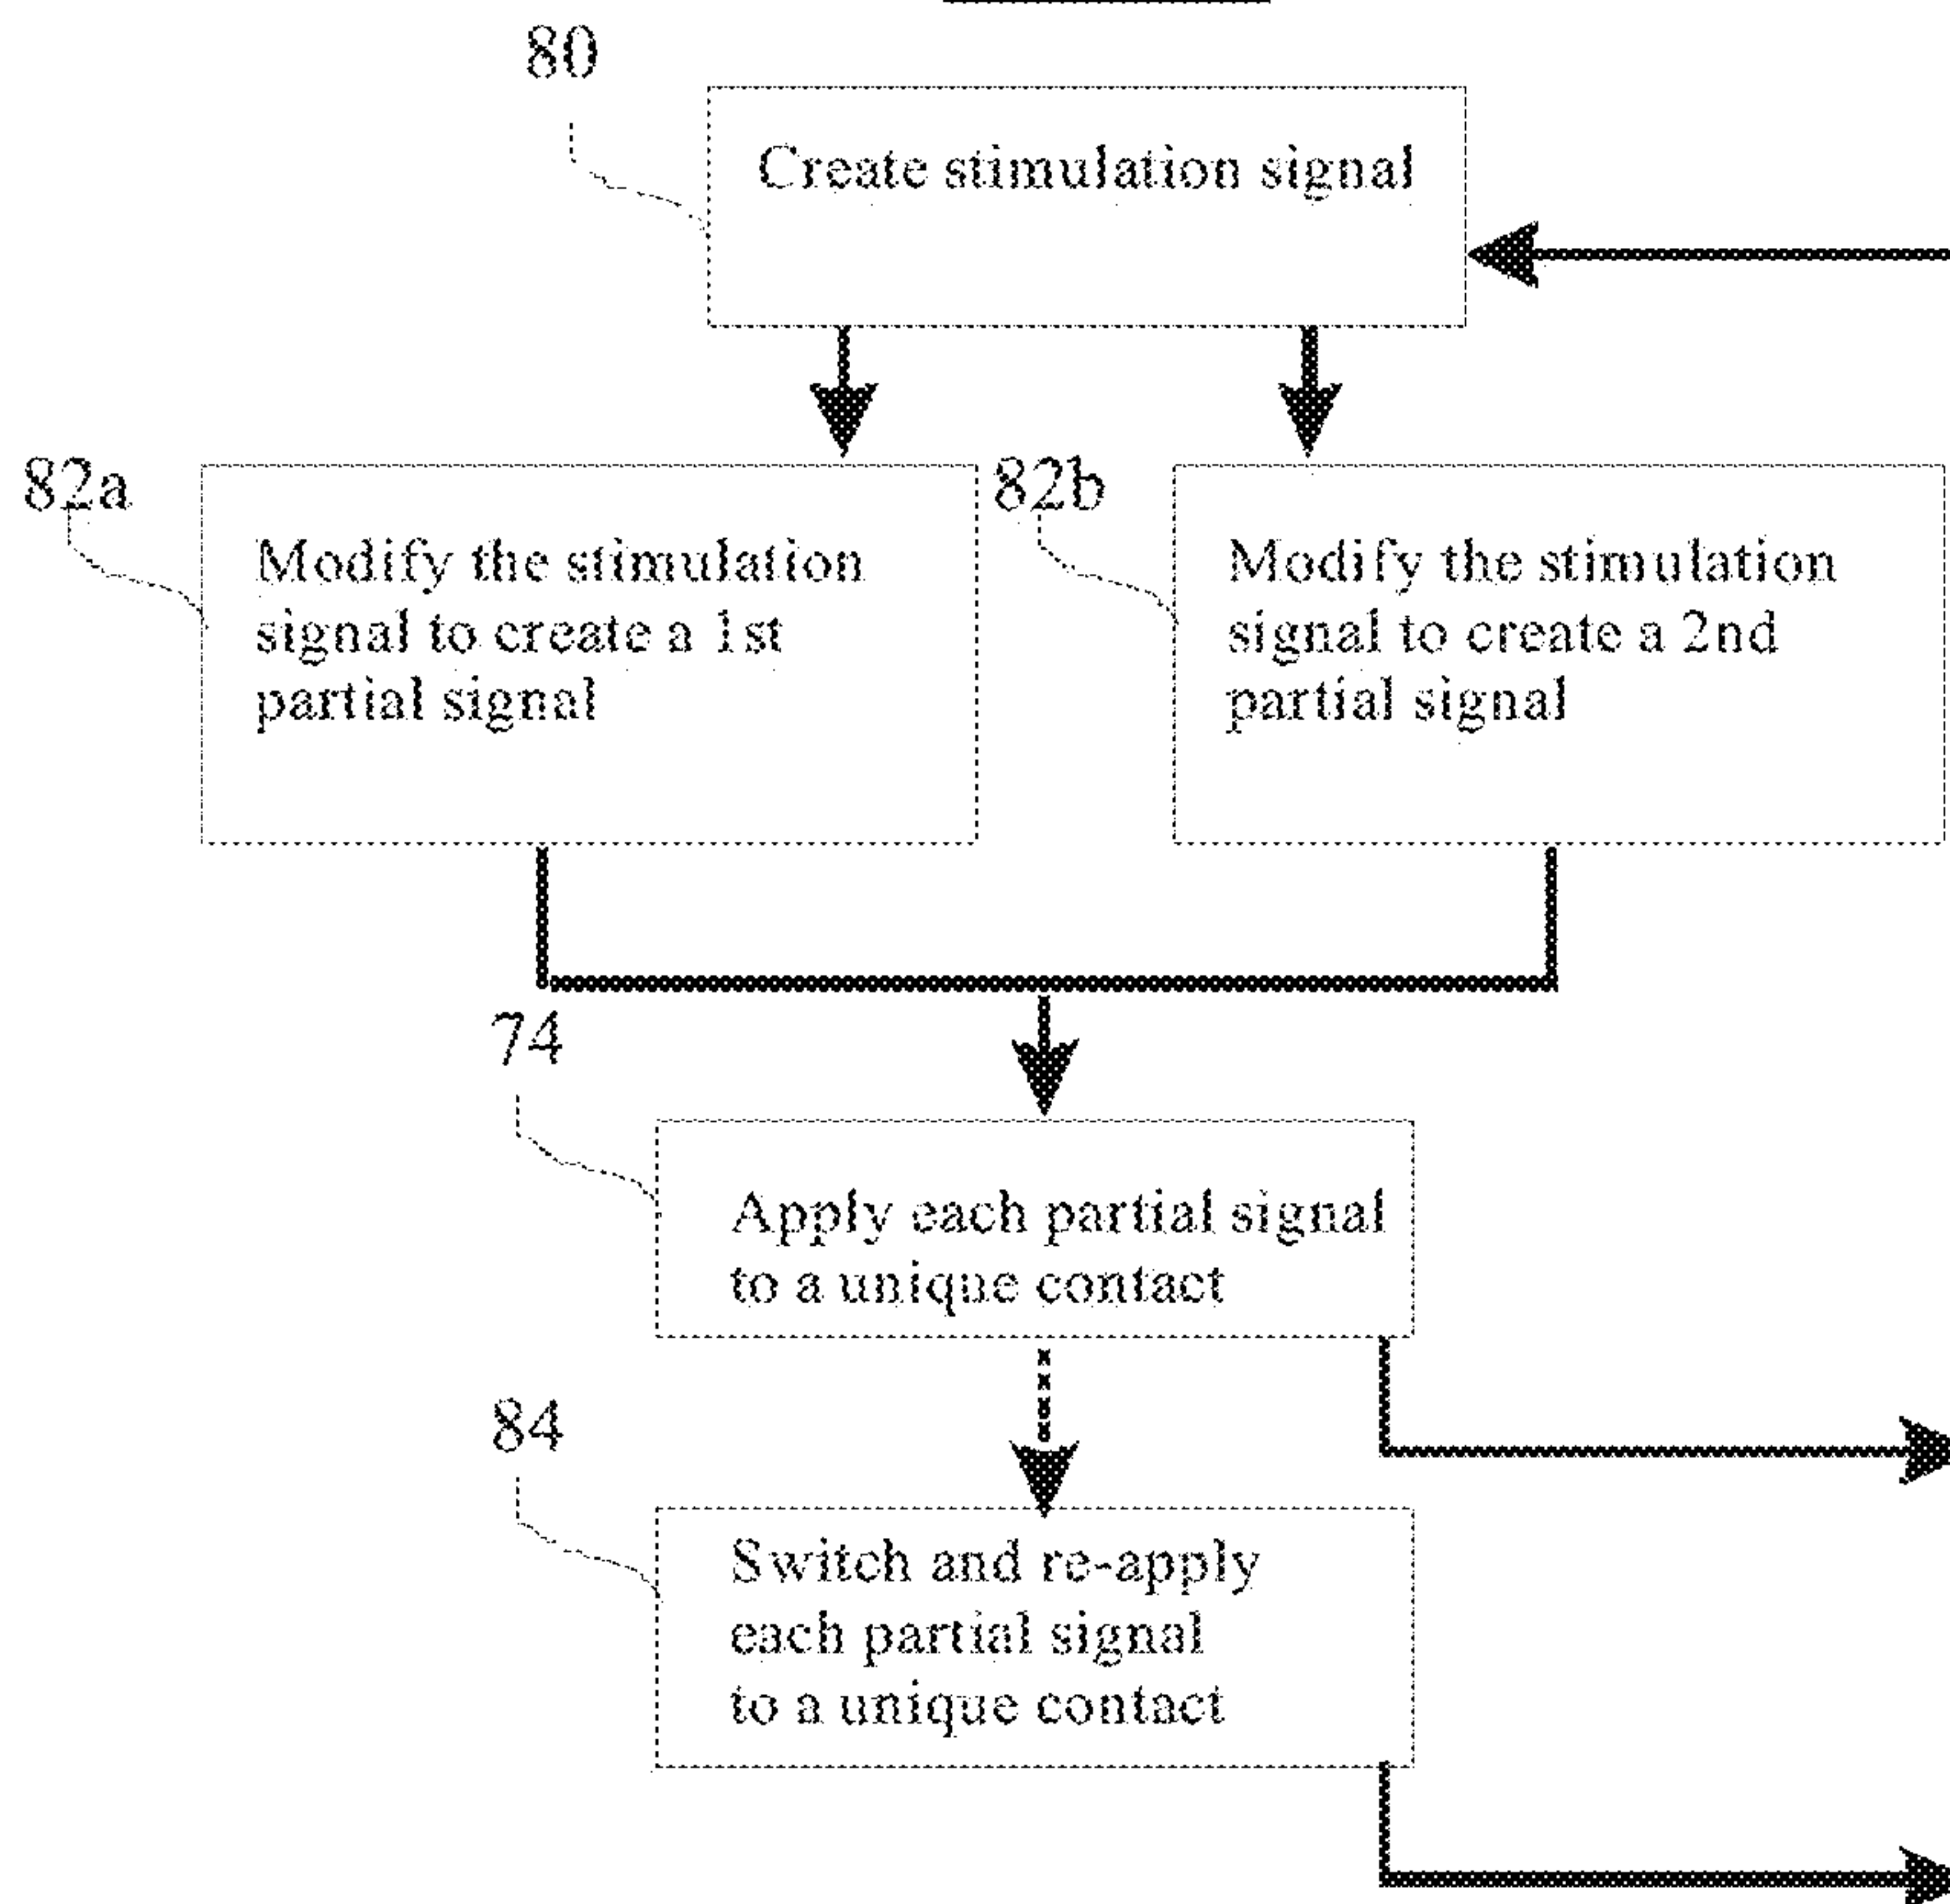 80
Create stimulation signal
82a
Modify the stimulation
signal to create a 1st
partial signal
82b
Modify the stimulation
signal to create a 2nd
partial signal
74
Apply each partial signal
to a unique contact
84
Switch and re-apply
each partial signal
to a unique contact